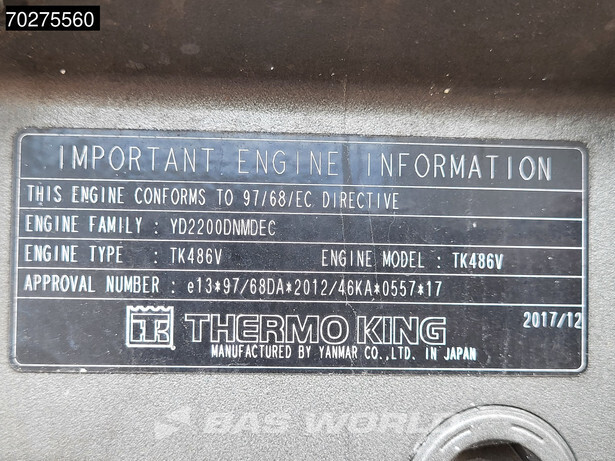 70275560
IMPORTANT ENGINE INFORMATION
THIS ENGINE CONFORMS TO 97/68/EC DIRECTIVE
ENGINE FAMILY : YD2200DNMDEC
ENGINE TYPE : TK486V ENGINE MODEL : TK486V
APPROVAL NUMBER : e13*97/68DA*2012/46KA*0557*17
TK THERMO KING 2017/12
MANUFACTURED BY YANMAR CO.,LTD. IN JAPAN
BAS WORLD